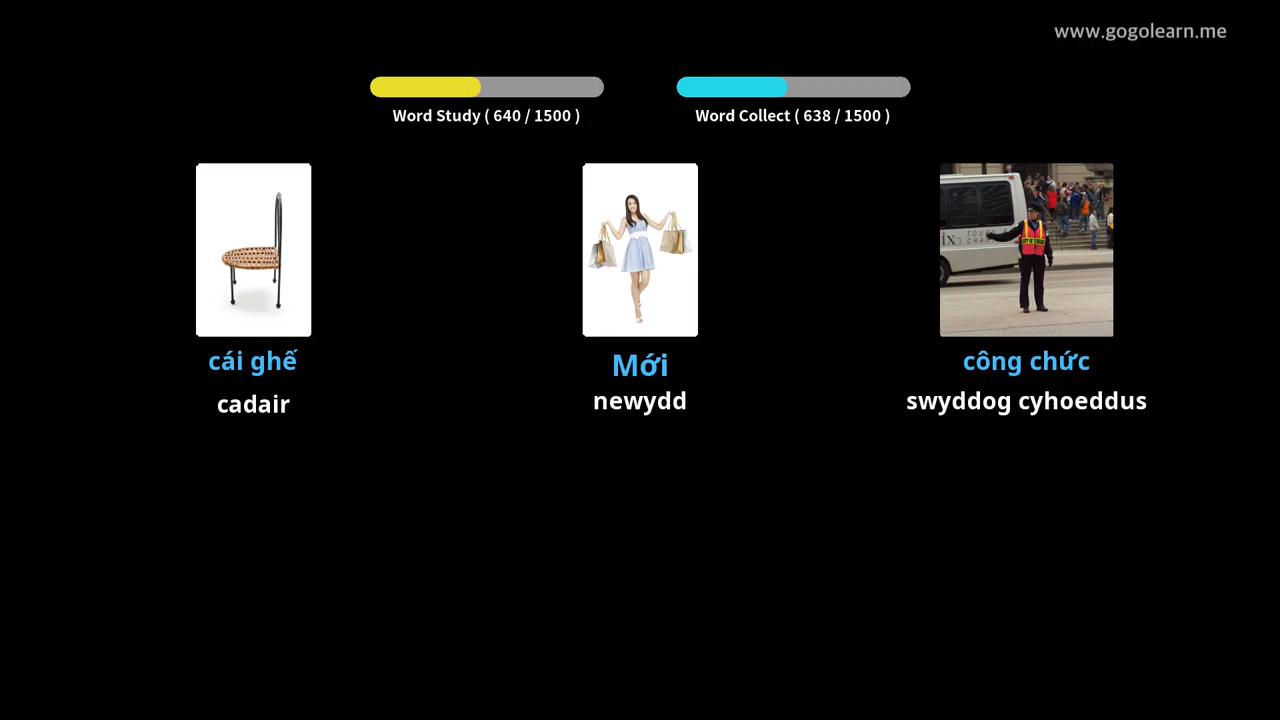 www.gogolearn.me
Word Study ( 640 / 1500 )
Word Collect ( 638 / 1500 )
cái ghế
cadair
Mới
newydd
công chức
swyddog cyhoeddus